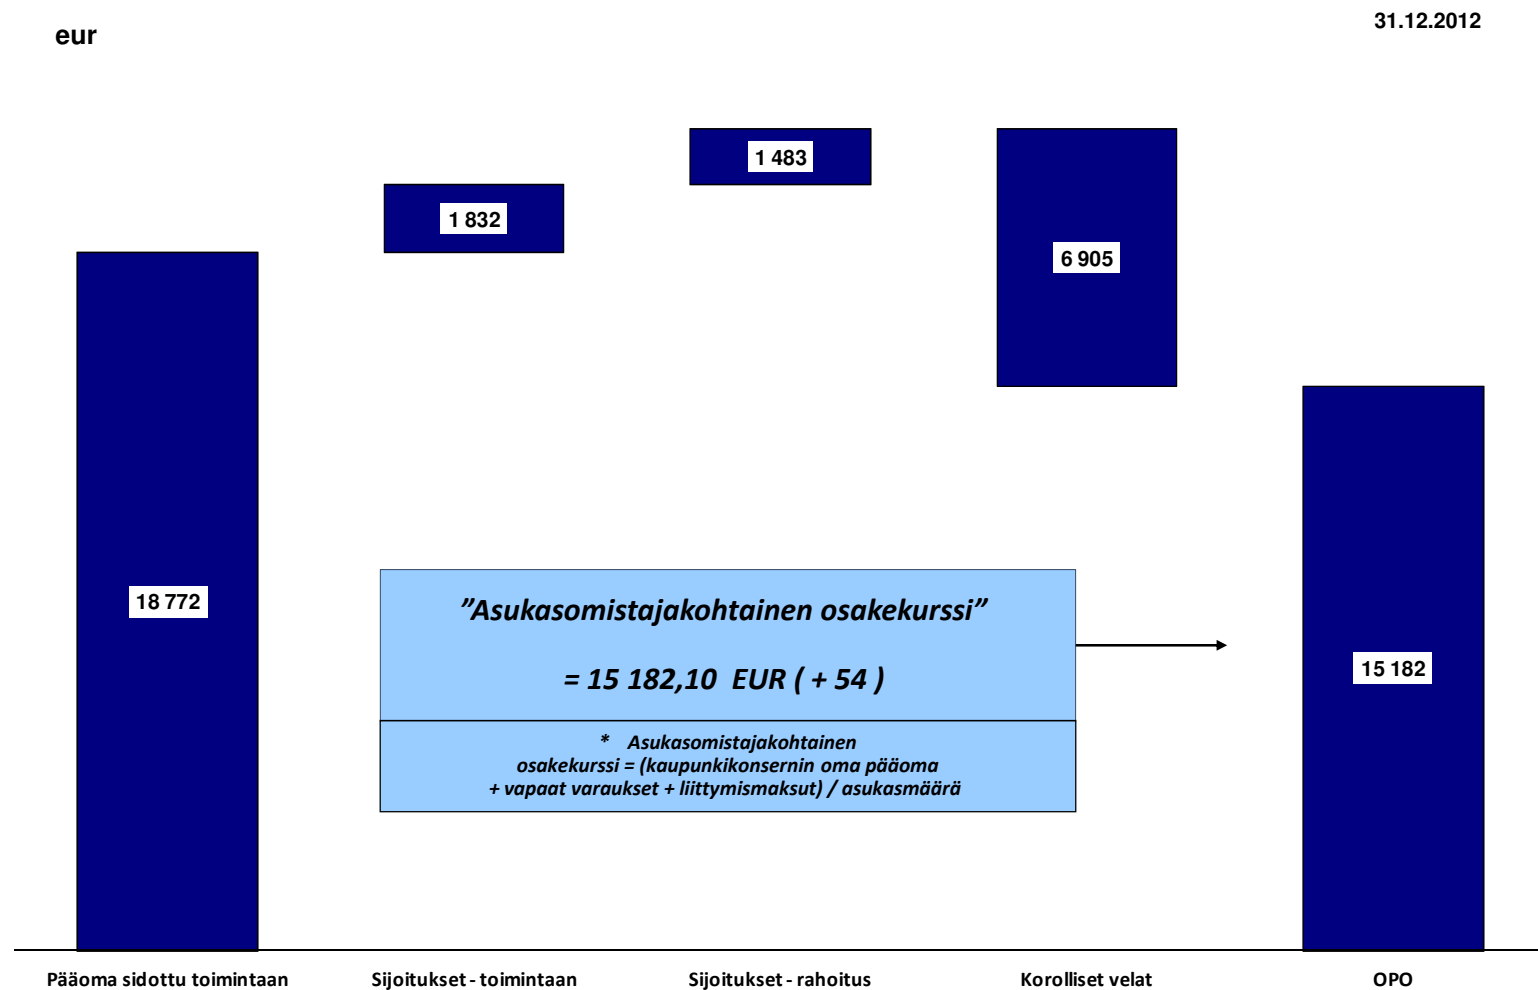 eur
31.12.2012
1 483
1 832
6 905
18 772
”Asukasomistajakohtainen osakekurssi”
= 15 182,10 EUR ( + 54 )
15 182
* Asukasomistajakohtainen
osakekurssi = (kaupunkikonsernin oma pääoma
+ vapaat varaukset + liittymismaksut) / asukasmäärä
Pääoma sidottu toimintaan
Sijoitukset - toimintaan
Sijoitukset - rahoitus
Korolliset velat
OPO